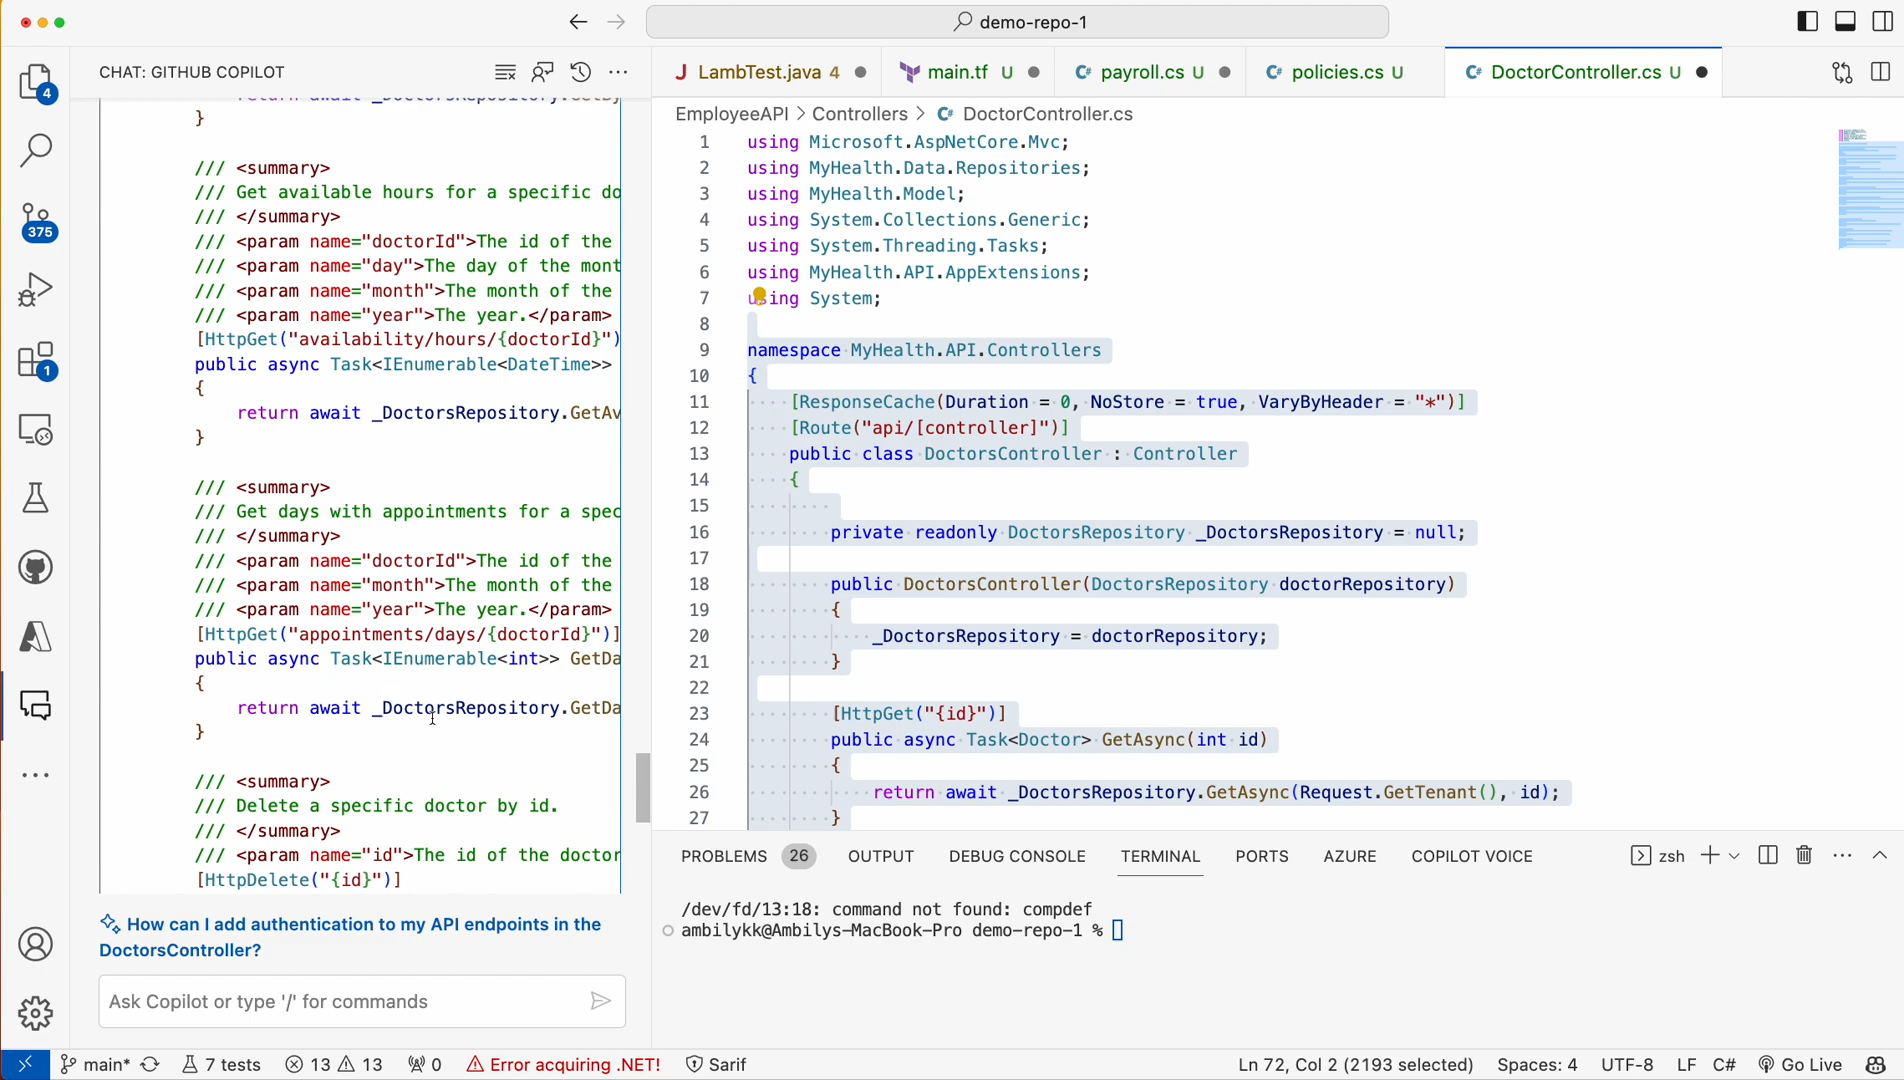 demo-repo-1
CHAT: GITHUB COPILOT
LambTest.java 4
main.tf U
payroll.cs U
policies.cs U
DoctorController.cs U
4
375
1
}
/// <summary>
/// Get available hours for a specific do
/// </summary>
/// <param name="doctorId">The id of the
/// <param name="day">The day of the mont
/// <param name="month">The month of the
/// <param name="year">The year.</param>
[HttpGet("availability/hours/{doctorId}")
public async Task<IEnumerable<DateTime>>
{
return await _DoctorsRepository.GetAv
}
/// <summary>
/// Get days with appointments for a spec
/// </summary>
/// <param name="doctorId">The id of the
/// <param name="month">The month of the
/// <param name="year">The year.</param>
[HttpGet("appointments/days/{doctorId}")]
public async Task<IEnumerable<int>> GetDa
{
return await _DoctorsRepository.GetDa
}
/// <summary>
/// Delete a specific doctor by id.
/// </summary>
/// <param name="id">The id of the doctor
[HttpDelete("{id}")]
How can I add authentication to my API endpoints in the
DoctorsController?
Ask Copilot or type '/' for commands
EmployeeAPI > Controllers > DoctorController.cs
1 using Microsoft.AspNetCore.Mvc;
2 using MyHealth.Data.Repositories;
3 using MyHealth.Model;
4 using System.Collections.Generic;
5 using System.Threading.Tasks;
6 using MyHealth.API.AppExtensions;
7 using System;
8
9 namespace MyHealth.API.Controllers
10 {
11 [ResponseCache(Duration = 0, NoStore = true, VaryByHeader = "*")]
12 [Route("api/[controller]")]
13 public class DoctorsController : Controller
14 {
15
16 private readonly DoctorsRepository _DoctorsRepository = null;
17
18 public DoctorsController(DoctorsRepository doctorRepository)
19 {
20 _DoctorsRepository = doctorRepository;
21 }
22
23 [HttpGet("{id}")]
24 public async Task<Doctor> GetAsync(int id)
25 {
26 return await _DoctorsRepository.GetAsync(Request.GetTenant(), id);
27 }
PROBLEMS 26 OUTPUT DEBUG CONSOLE TERMINAL PORTS AZURE COPILOT VOICE zsh
/dev/fd/13:18: command not found: compdef
ambilykk@Ambilys-MacBook-Pro demo-repo-1 %
main* 7 tests 13 13 0 Error acquiring .NET! Sarif Ln 72, Col 2 (2193 selected) Spaces: 4 UTF-8 LF C# Go Live